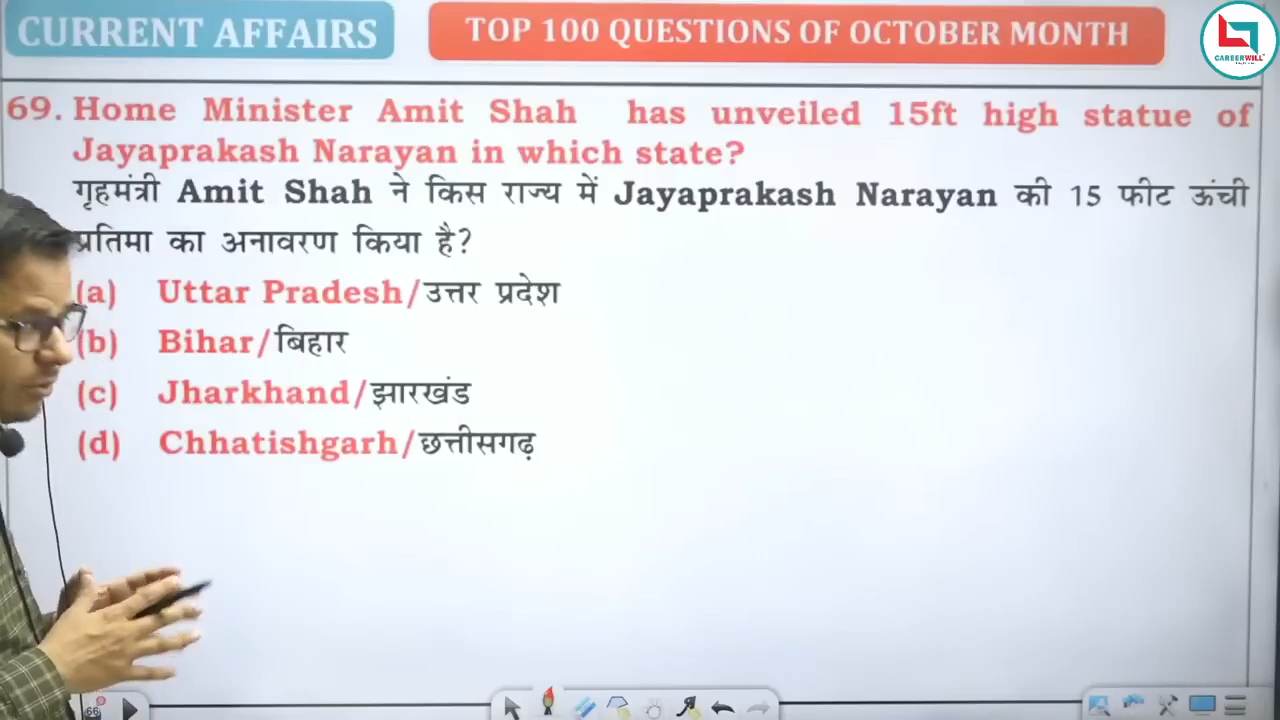 CURRENT AFFAIRS
TOP 100 QUESTIONS OF OCTOBER MONTH
CAREERWILL
69. Home Minister Amit Shah has unveiled 15ft high statue of
Jayaprakash Narayan in which state?
गृहमंत्री Amit Shah ने किस राज्य में Jayaprakash Narayan की 15 फीट ऊंची
प्रतिमा का अनावरण किया है?
(a) Uttar Pradesh/उत्तर प्रदेश
(b) Bihar/बिहार
(c) Jharkhand/झारखंड
(d) Chhatishgarh/छत्तीसगढ़
66